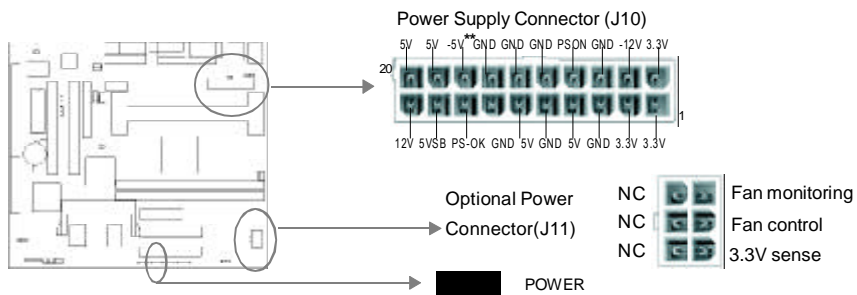 Power Supply Connector (J10)
5V 5V -5V** GND GND GND PSON GND -12V 3.3V
20
1
12V 5VSB PS-OK GND 5V GND 5V GND 3.3V 3.3V
Optional Power
Connector(J11)
NC Fan monitoring
NC Fan control
NC 3.3V sense
POWER